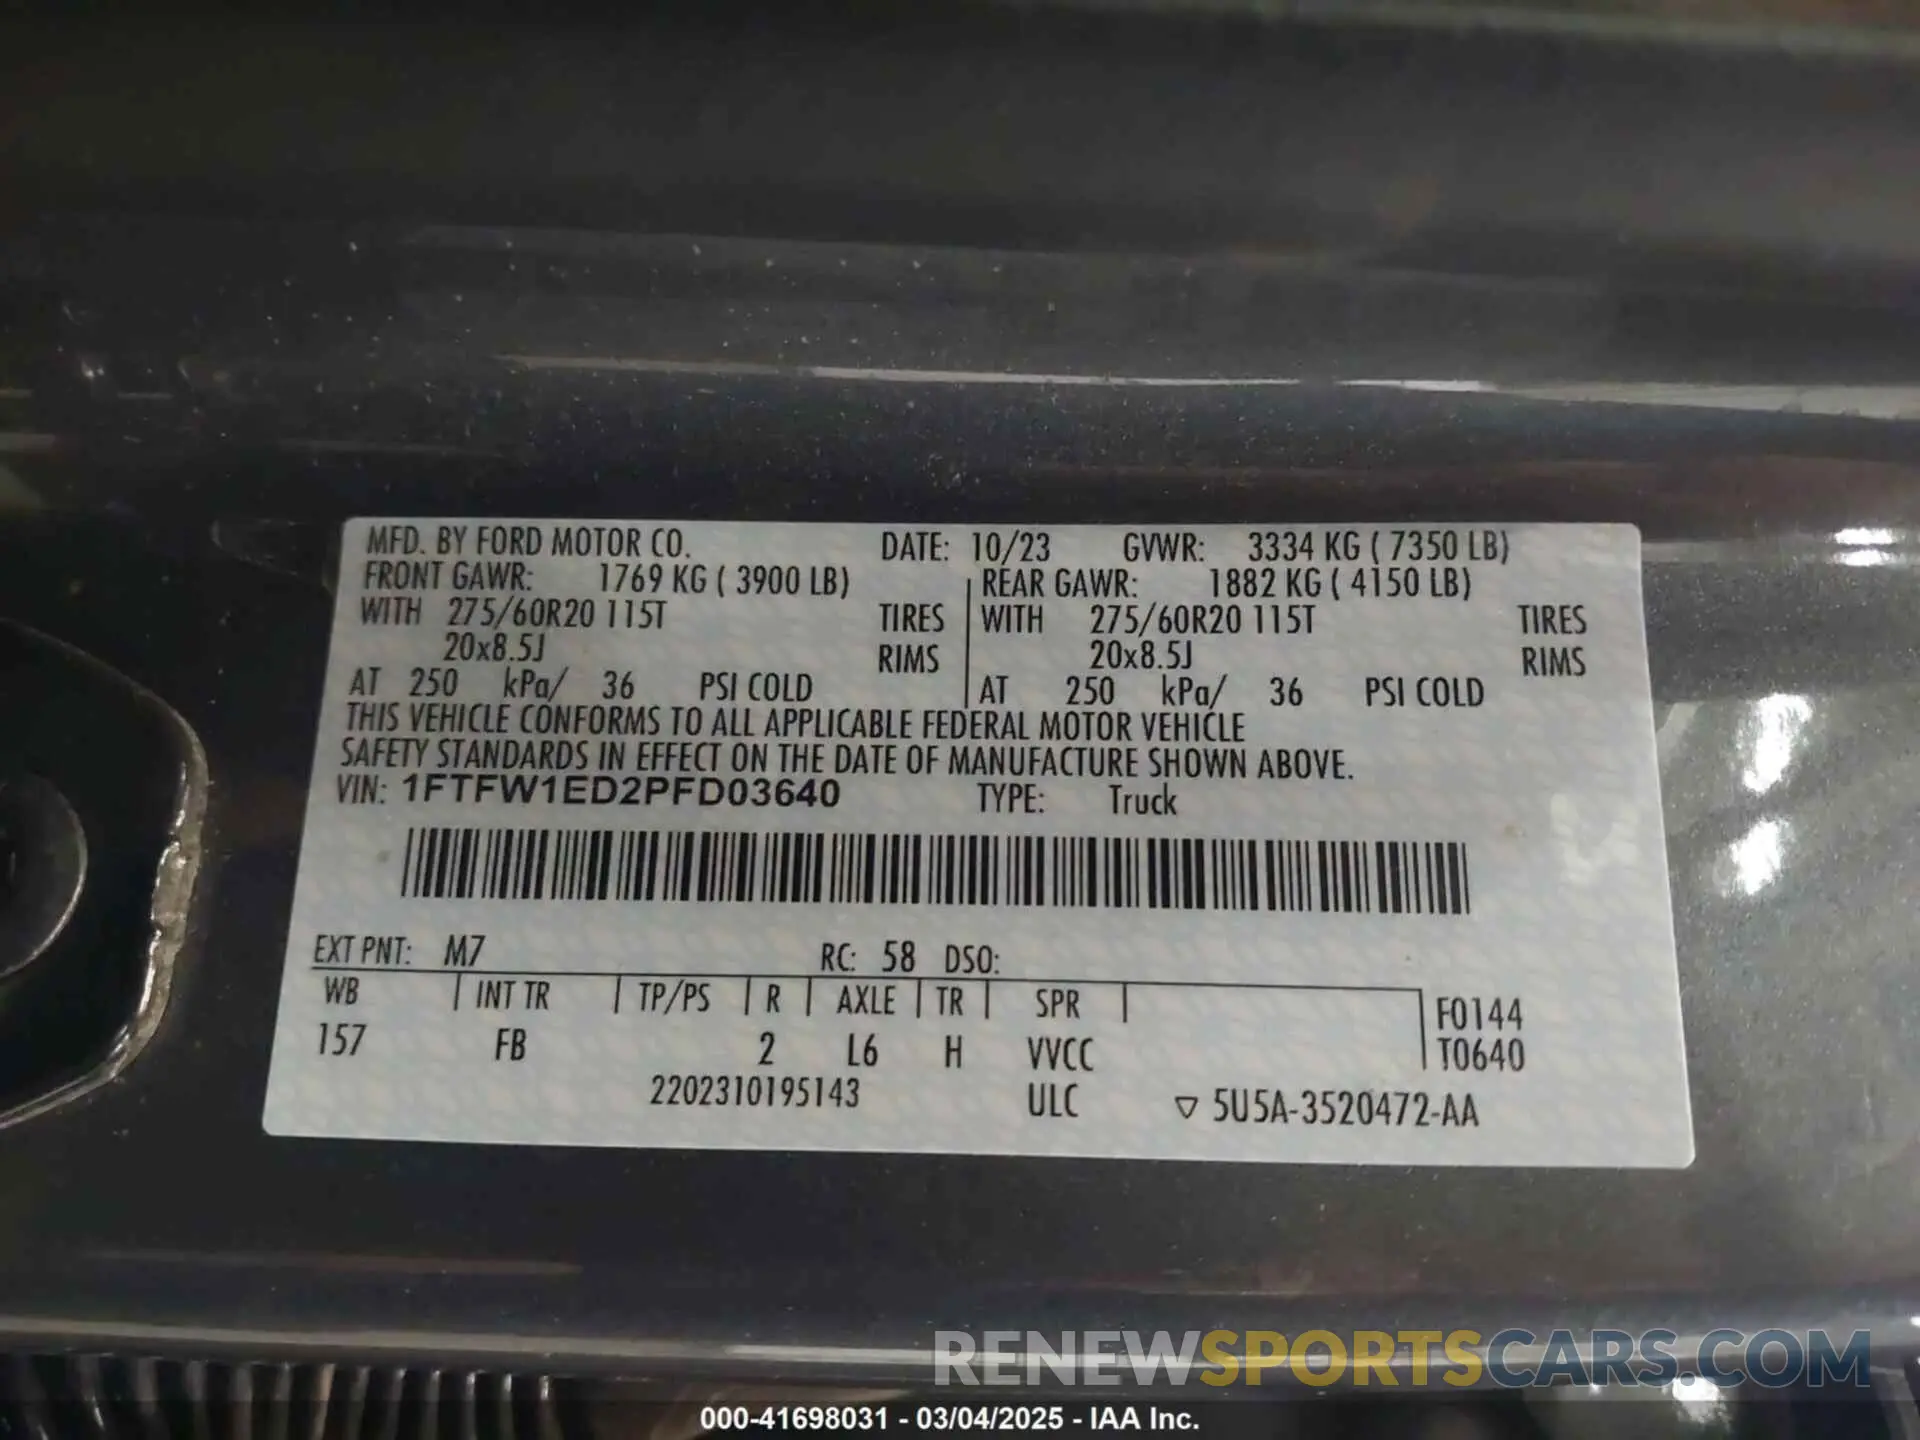 MFD. BY FORD MOTOR CO. DATE: 10/23 GVWR: 3334 KG ( 7350 LB)
FRONT GAWR: 1769 KG ( 3900 LB) REAR GAWR: 1882 KG ( 4150 LB)
WITH 275/60R20 115T TIRES WITH 275/60R20 115T TIRES
20x8.5J RIMS 20x8.5J RIMS
AT 250 kPa/ 36 PSI COLD AT 250 kPa/ 36 PSI COLD
THIS VEHICLE CONFORMS TO ALL APPLICABLE FEDERAL MOTOR VEHICLE
SAFETY STANDARDS IN EFFECT ON THE DATE OF MANUFACTURE SHOWN ABOVE.
VIN: 1FTFW1ED2PFD03640 TYPE: Truck
EXT PNT: M7 RC: 58 DSO:
WB INT TR TP/PS R AXLE TR SPR F0144
157 FB 2 L6 H VVCC T0640
2202310195143 ULC ▽ 5U5A-3520472-AA
RENEWSPORTSCARS.COM
000-41698031 - 03/04/2025 - IAA Inc.